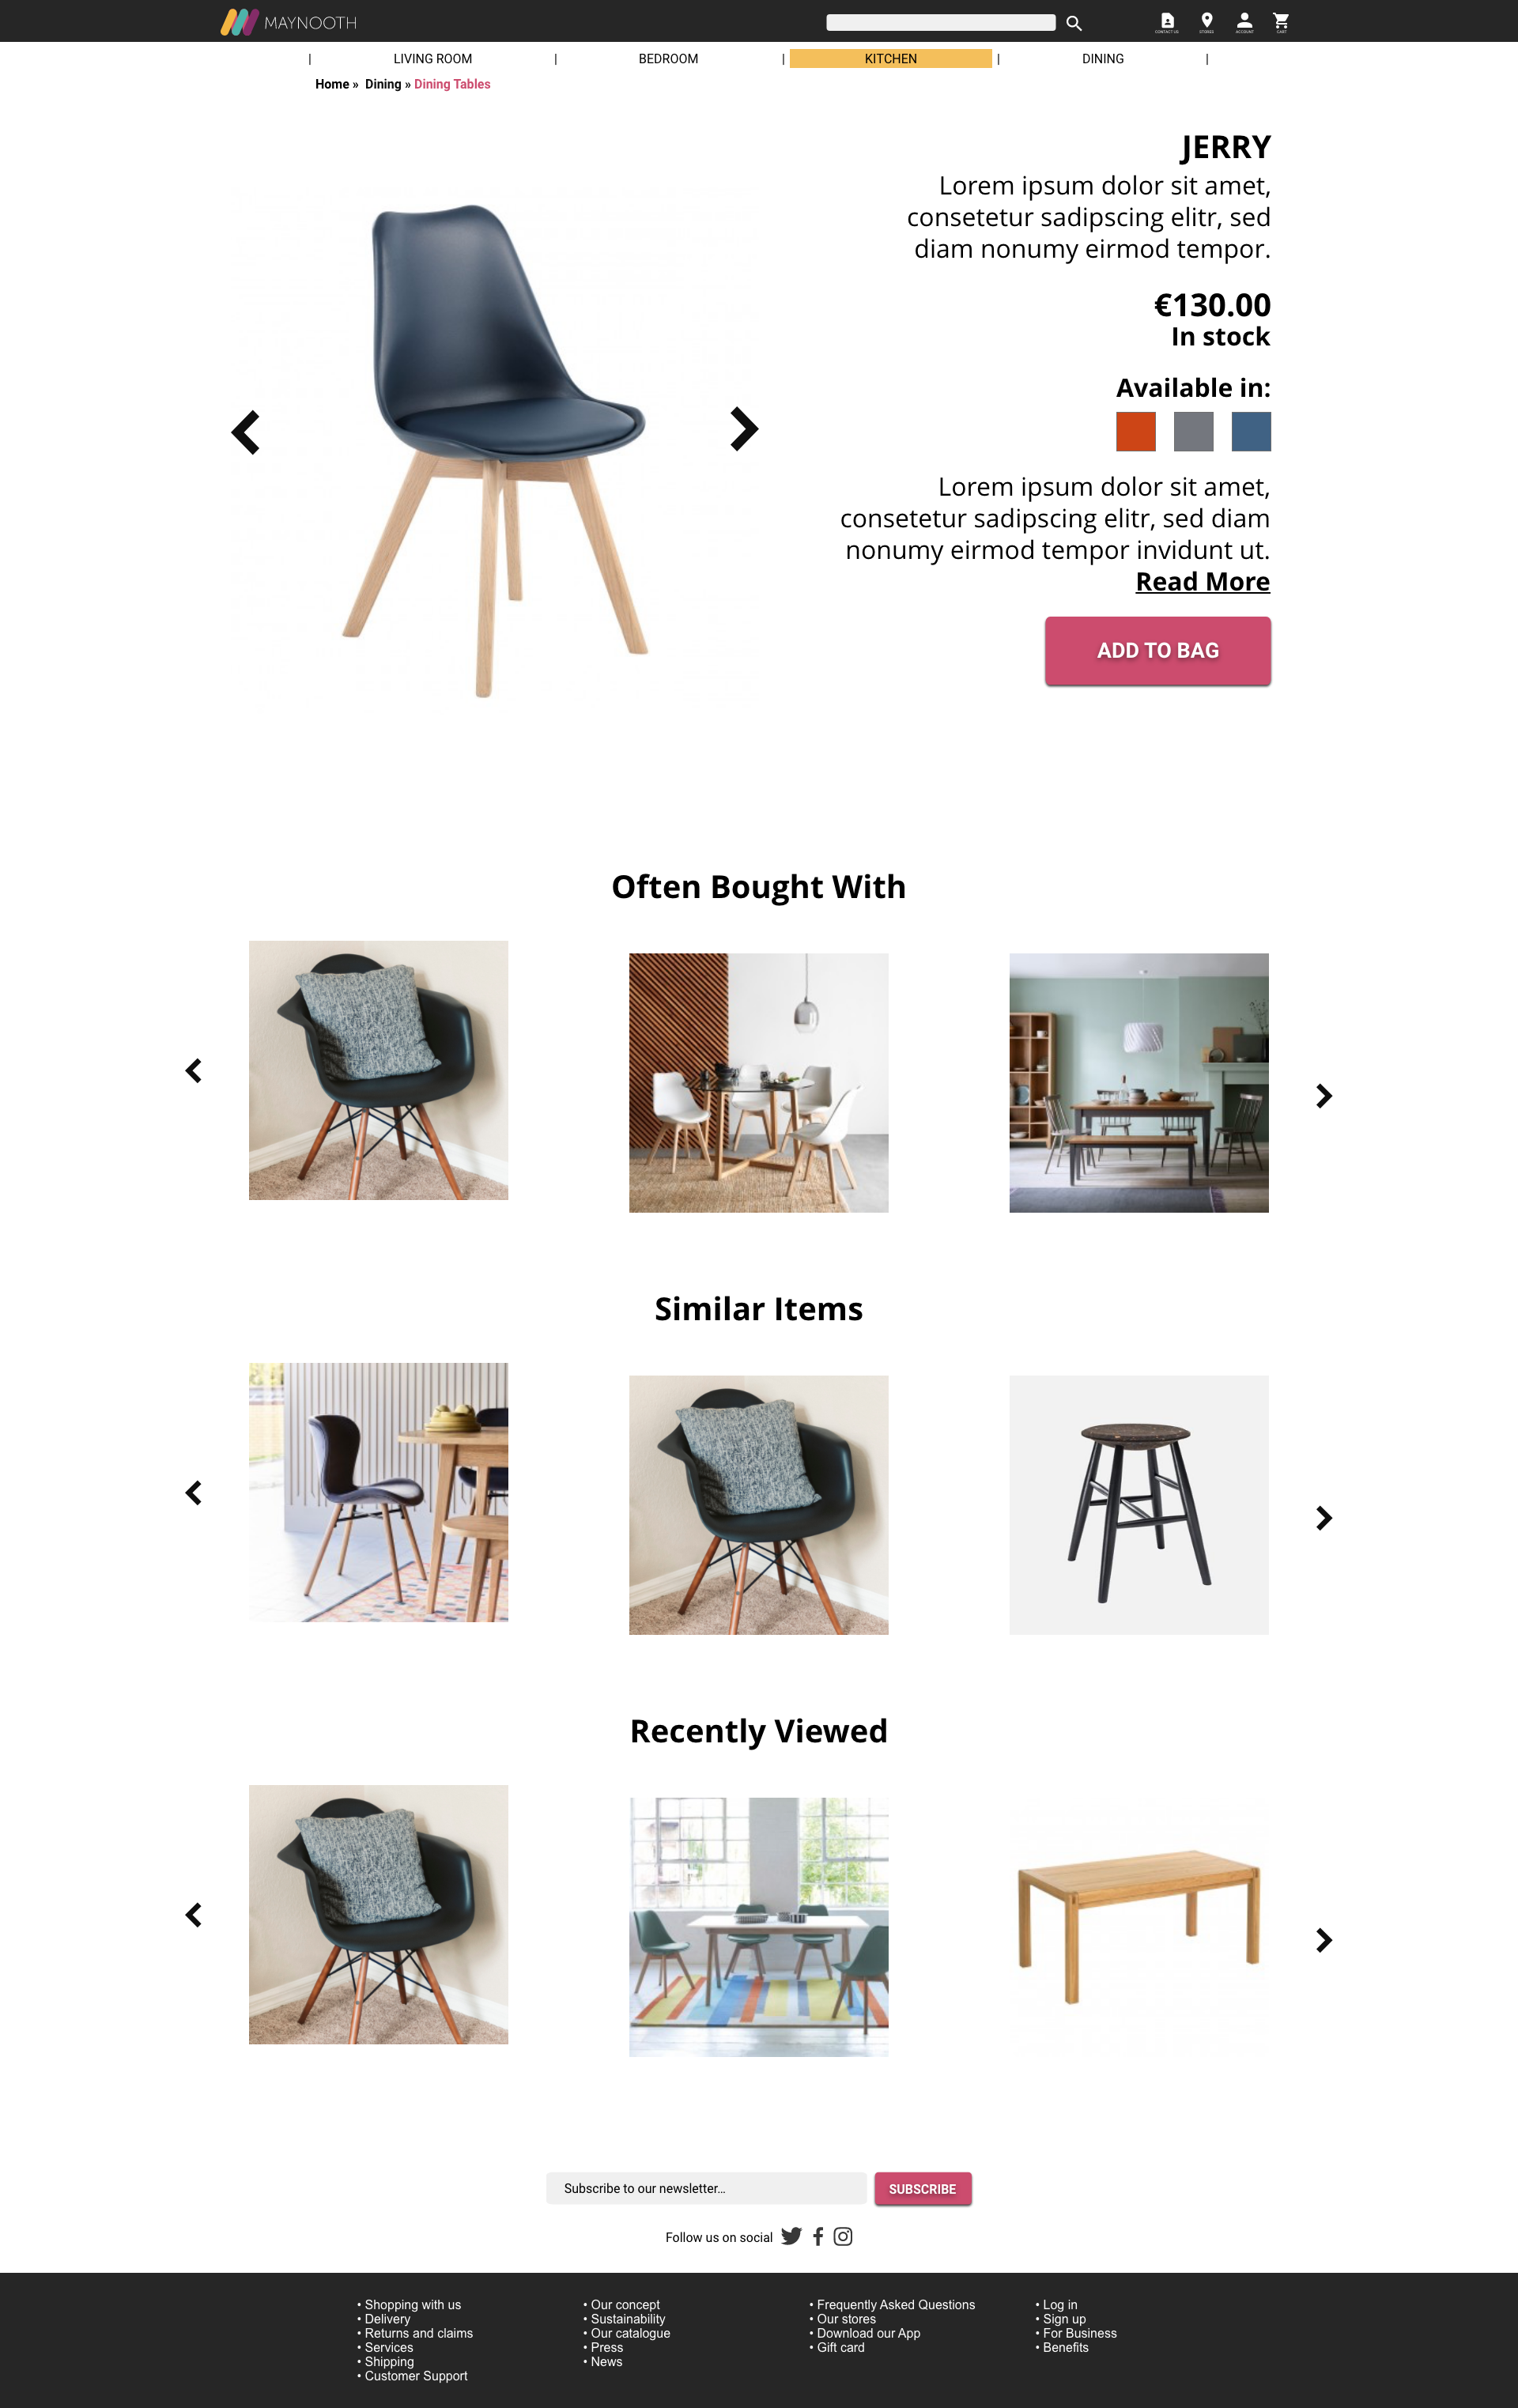 MAYNOOTH
CONTACT US STORES ACCOUNT CART
| LIVING ROOM | BEDROOM | KITCHEN | DINING |
Home » Dining » Dining Tables
JERRY
Lorem ipsum dolor sit amet,
consetetur sadipscing elitr, sed
diam nonumy eirmod tempor.
€130.00
In stock
Available in:
Lorem ipsum dolor sit amet,
consetetur sadipscing elitr, sed diam
nonumy eirmod tempor invidunt ut.
Read More
ADD TO BAG
Often Bought With
Similar Items
Recently Viewed
Subscribe to our newsletter...
SUBSCRIBE
Follow us on social
• Shopping with us
• Delivery
• Returns and claims
• Services
• Shipping
• Customer Support
• Our concept
• Sustainability
• Our catalogue
• Press
• News
• Frequently Asked Questions
• Our stores
• Download our App
• Gift card
• Log in
• Sign up
• For Business
• Benefits